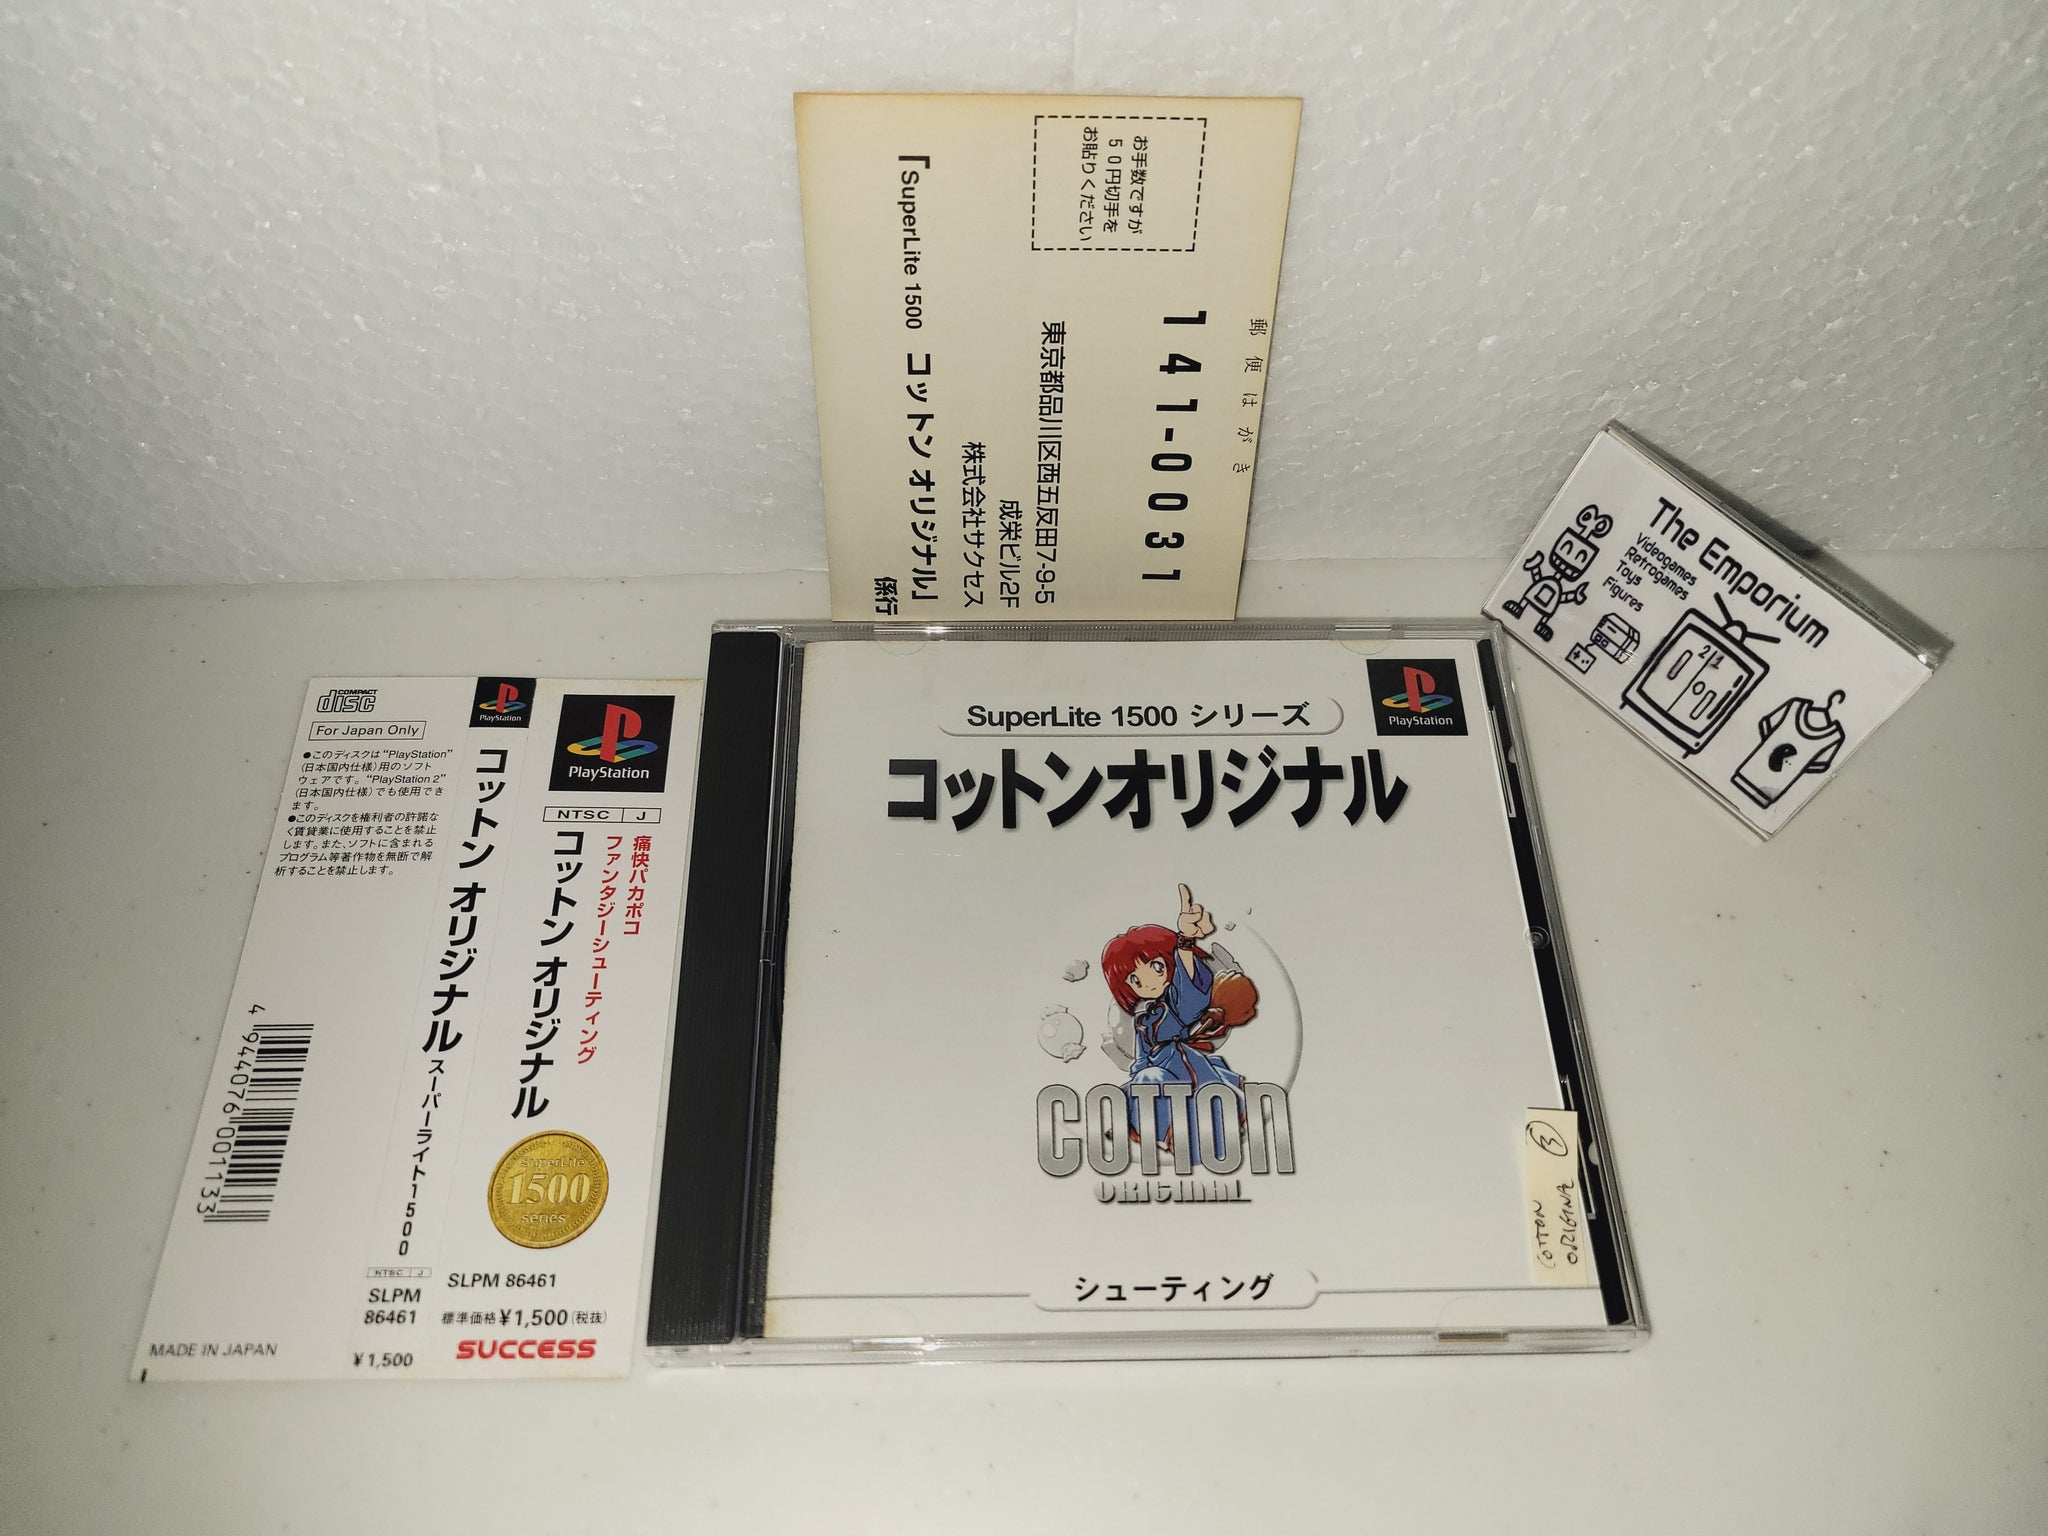 お手数ですが
50円切手を
お貼りください
郵便はがき
141-0031
東京都品川区西五反田7-9-5
成栄ビル2F
株式会社サクセス
「SuperLite 1500 コットン オリジナル」
係行
The Emporium
Videogames
Retrogames
Toys
Figures
2 1
COMPACT
disc
For Japan Only
●このディスクは“PlayStation”
(日本国内仕様)用のソフト
ウェアです。“PlayStation 2”
(日本国内仕様)でも使用でき
ます。
●このディスクを権利者の許諾な
く賃貸業に使用することを禁止
します。また、ソフトに含まれる
プログラム等著作物を無断で解
析することを禁止します。
4944076001133
MADE IN JAPAN
PlayStation
コットン オリジナル スーパーライト1500
NTSC J
SLPM
86461
¥1,500
PlayStation
NTSC J
痛快パカポコ
ファンタジーシューティング
コットン オリジナル
SuperLite
1500
series
SLPM 86461
標準価格¥1,500(税抜)
SUCCESS
SuperLite 1500 シリーズ
PlayStation
コットンオリジナル
COTTON
ORIGINAL
シューティング
3
COTTON
ORIGINAL